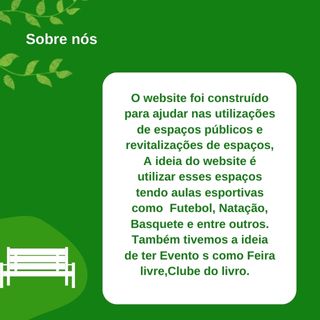 Sobre nós
O website foi construído
para ajudar nas utilizações
de espaços públicos e
revitalizações de espaços,
A ideia do website é
utilizar esses espaços
tendo aulas esportivas
como Futebol, Natação,
Basquete e entre outros.
Também tivemos a ideia
de ter Evento s como Feira
livre,Clube do livro.